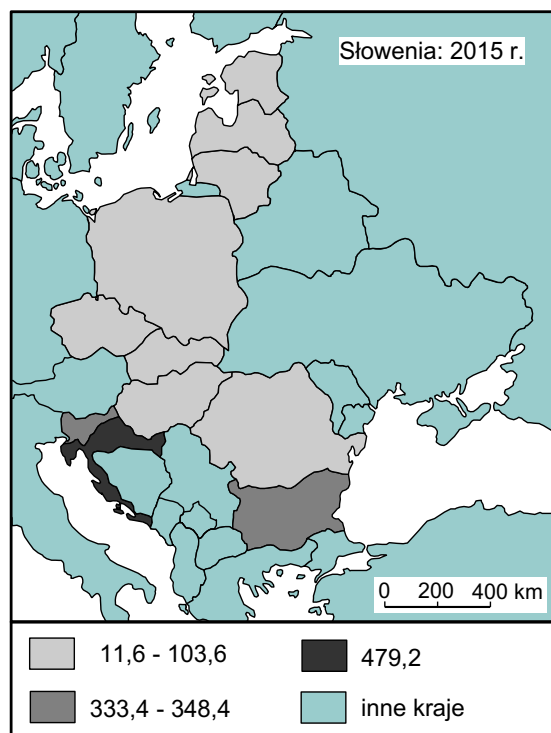 Słowenia: 2015 r.
0 200 400 km
11,6 - 103,6
479,2
333,4 - 348,4
inne kraje